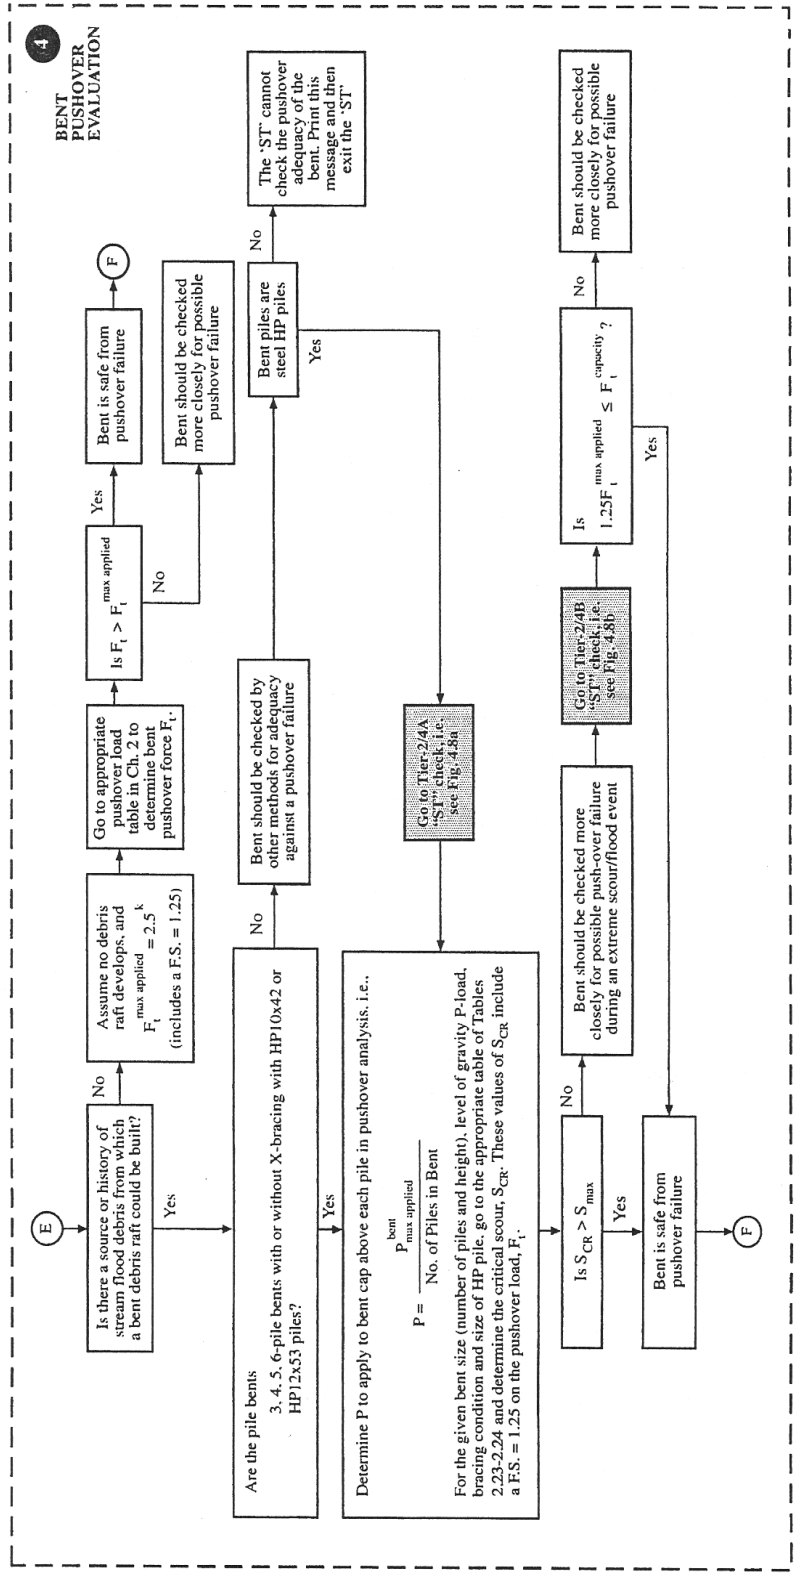 4
BENT
PUSHOVER
EVALUATION
E
Is there a source or history of
stream flood debris from which
a bent debris raft could be built?
No
Yes
Assume no debris
raft develops, and
F t max applied = 2.5 k
(includes a F.S. = 1.25)
Go to appropriate
pushover load
table in Ch. 2 to
determine bent
pushover force Ft.
Is Ft > Ft max applied
Yes
No
Bent is safe from
pushover failure
F
Bent should be checked
more closely for possible
pushover failure
Are the pile bents
3, 4, 5, 6-pile bents with or without X-bracing with HP10x42 or
HP12x53 piles?
No
Yes
Bent should be checked by
other methods for adequacy
against a pushover failure
Bent piles are
steel HP piles
No
Yes
The 'ST' cannot
check the pushover
adequacy of the
bent. Print this
message and then
exit the 'ST'
Go to Tier-2/4A
"ST" check, i.e.
see Fig. 4.8a
Determine P to apply to bent cap above each pile in pushover analysis, i.e.,
P = P bent max applied / No. of Piles in Bent
For the given bent size (number of piles and height), level of gravity P-load,
bracing condition and size of HP pile, go to the appropriate table of Tables
2.23-2.24 and determine the critical scour, SCR. These values of SCR include
a F.S. = 1.25 on the pushover load, Ft.
Is SCR > Smax
No
Yes
Bent should be checked more
closely for possible push-over failure
during an extreme scour/flood event
Go to Tier-2/4B
"ST" check, i.e.
see Fig. 4.8b
Is
1.25F t max applied ≤ F t capacity ?
No
Yes
Bent should be checked
more closely for possible
pushover failure
Bent is safe from
pushover failure
F